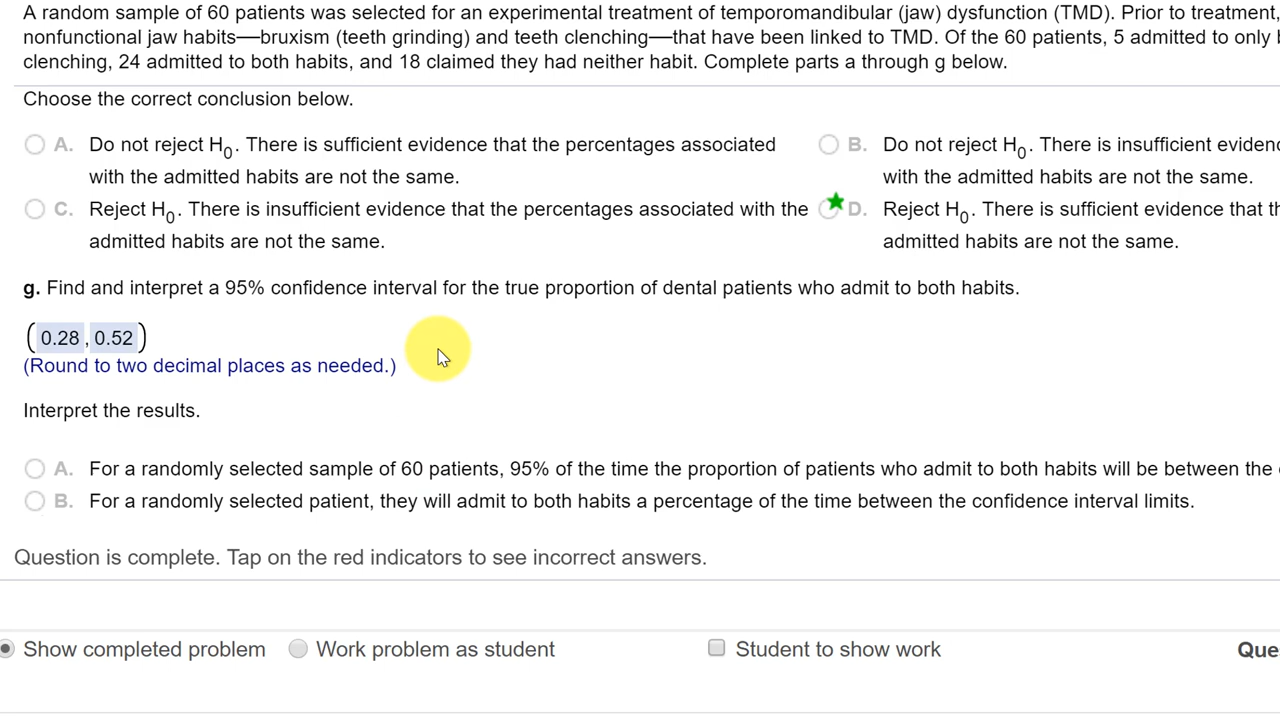 A random sample of 60 patients was selected for an experimental treatment of temporomandibular (jaw) dysfunction (TMD). Prior to treatment,
nonfunctional jaw habits—bruxism (teeth grinding) and teeth clenching—that have been linked to TMD. Of the 60 patients, 5 admitted to only
clenching, 24 admitted to both habits, and 18 claimed they had neither habit. Complete parts a through g below.
Choose the correct conclusion below.
A. Do not reject H0. There is sufficient evidence that the percentages associated
with the admitted habits are not the same.
B. Do not reject H0. There is insufficient
with the admitted habits are not the same.
C. Reject H0. There is insufficient evidence that the percentages associated with the
admitted habits are not the same.
D. Reject H0. There is sufficient evidence that
admitted habits are not the same.
g. Find and interpret a 95% confidence interval for the true proportion of dental patients who admit to both habits.
(0.28, 0.52)
(Round to two decimal places as needed.)
Interpret the results.
A. For a randomly selected sample of 60 patients, 95% of the time the proportion of patients who admit to both habits will be between the
B. For a randomly selected patient, they will admit to both habits a percentage of the time between the confidence interval limits.
Question is complete. Tap on the red indicators to see incorrect answers.
Show completed problem
Work problem as student
Student to show work